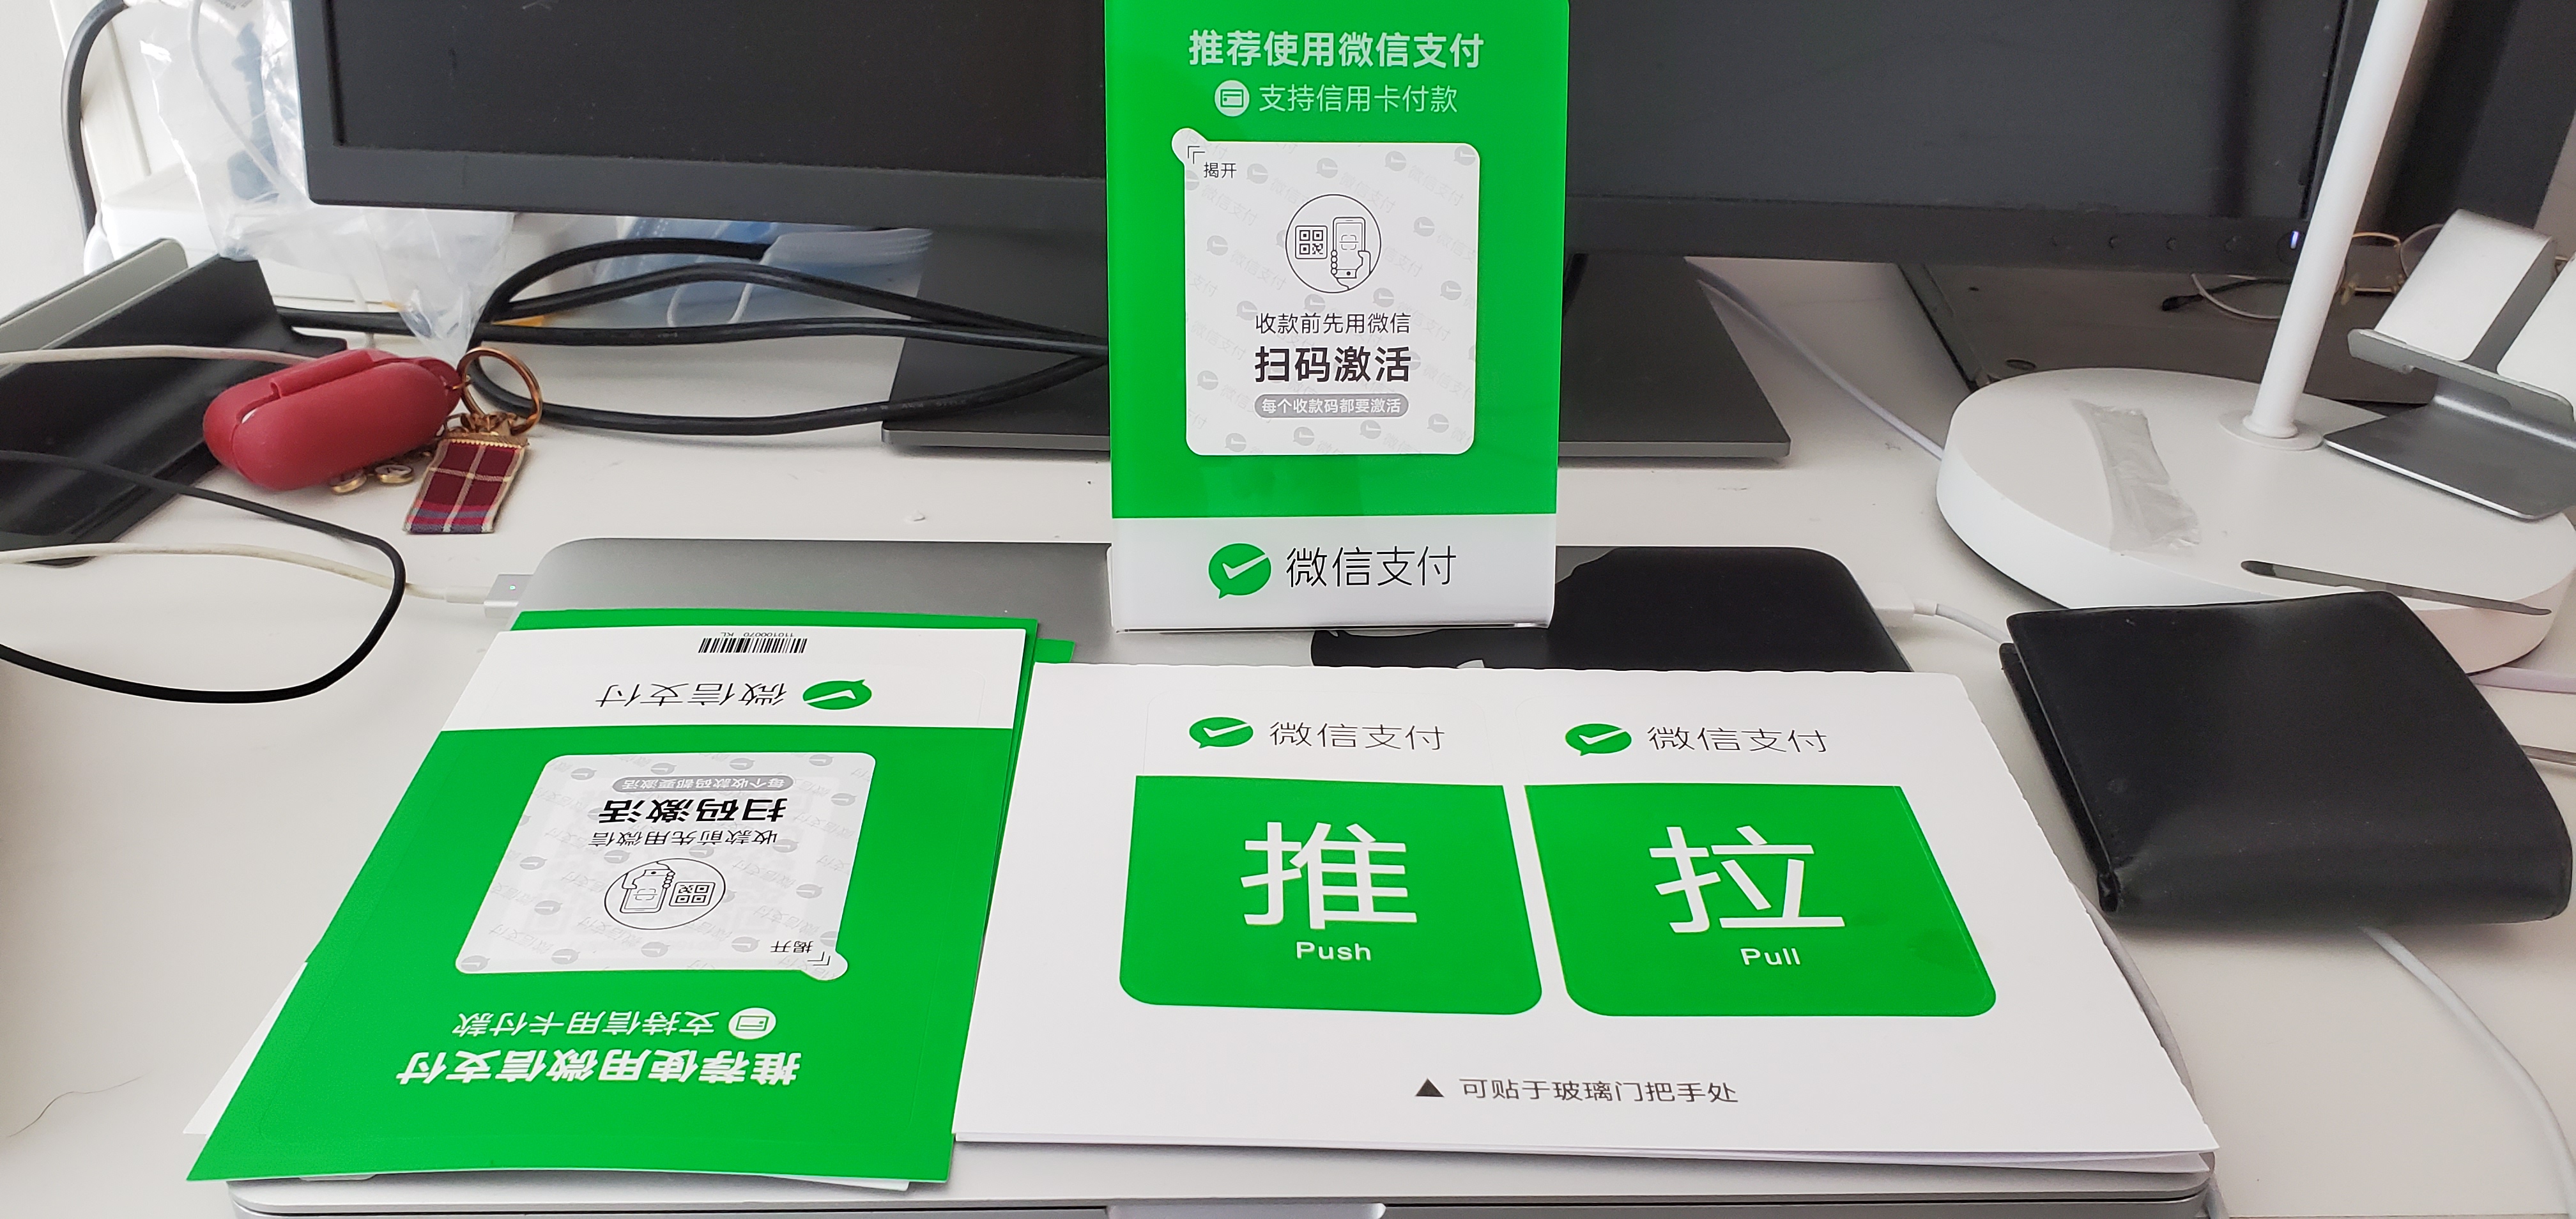 推荐使用微信支付
支持信用卡付款
揭开
收款前先用微信
扫码激活
每个收款码都要激活
微信支付
110100070 KL
微信支付
每个收款码都要激活
扫码激活
收款前先用微信
揭开
支持信用卡付款
推荐使用微信支付
微信支付
推
Push
微信支付
拉
Pull
▲ 可贴于玻璃门把手处